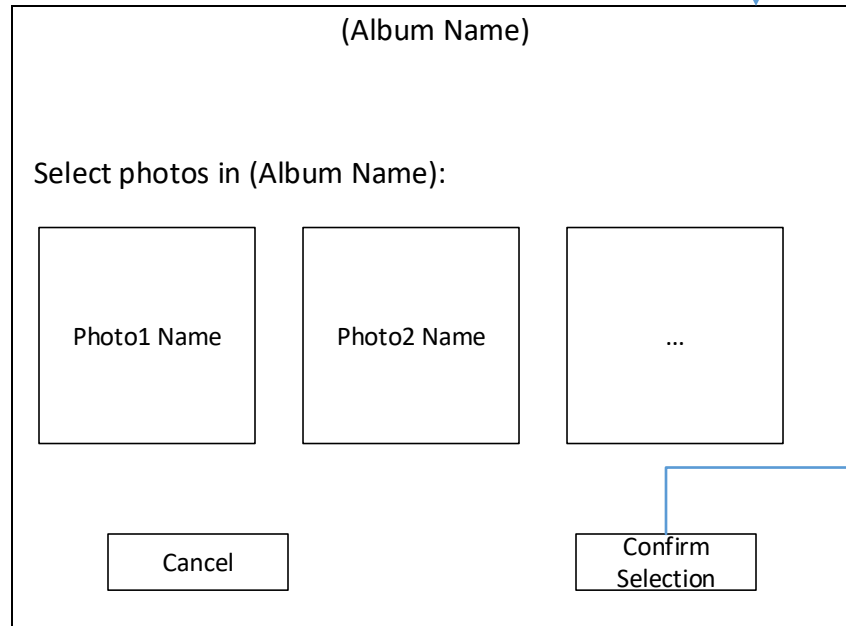 (Album Name)
Select photos in (Album Name):
Photo1 Name
Photo2 Name
...
Cancel
Confirm
Selection